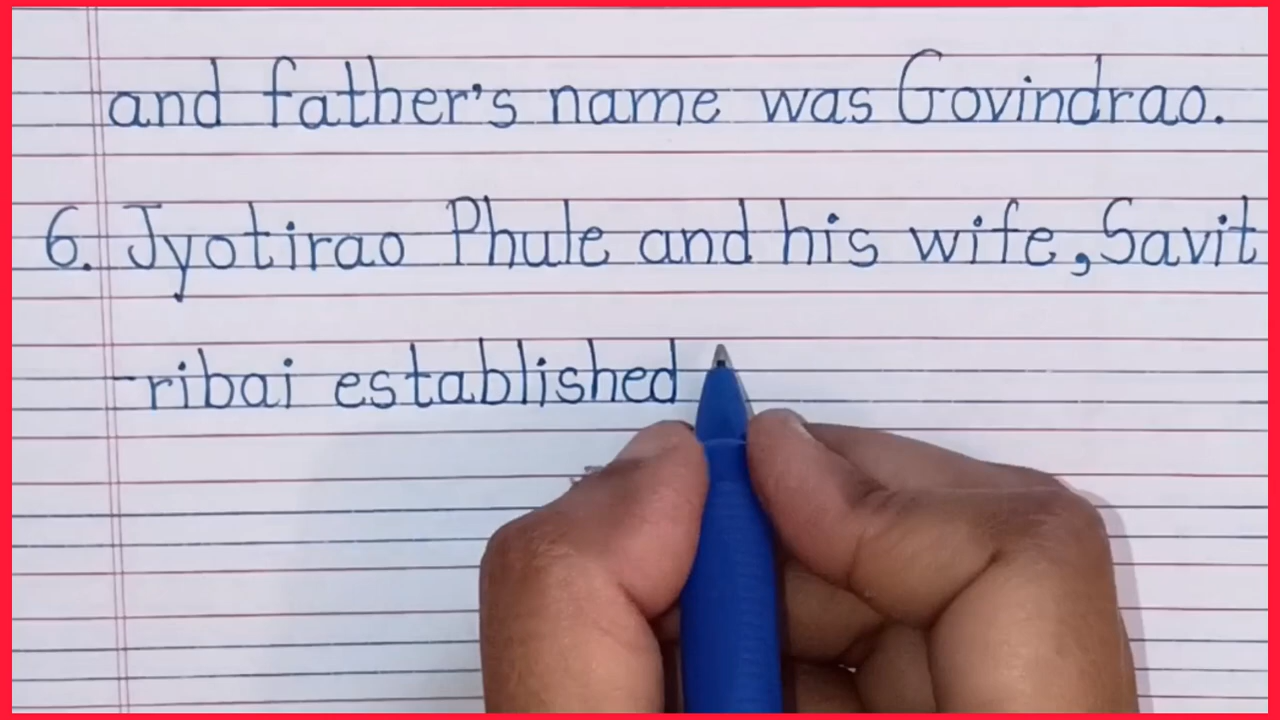 and father's name was Govindrao.
6. Jyotirao Phule and his wife, Savit
-ribai established